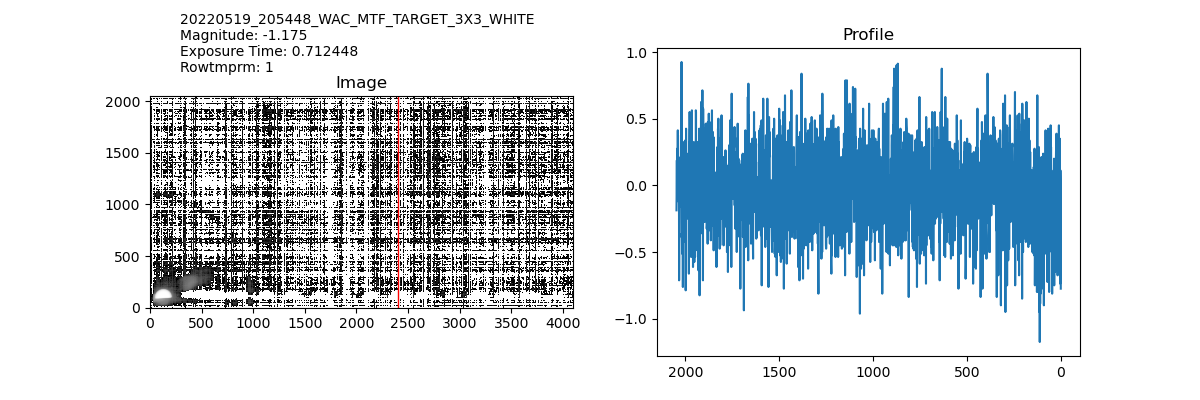 20220519_205448_WAC_MTF_TARGET_3X3_WHITE
Magnitude: -1.175
Exposure Time: 0.712448
Rowtmprm: 1
Image
2000
1500
1000
500
0
0 500 1000 1500 2000 2500 3000 3500 4000
Profile
1.0
0.5
0.0
−0.5
−1.0
2000 1500 1000 500 0